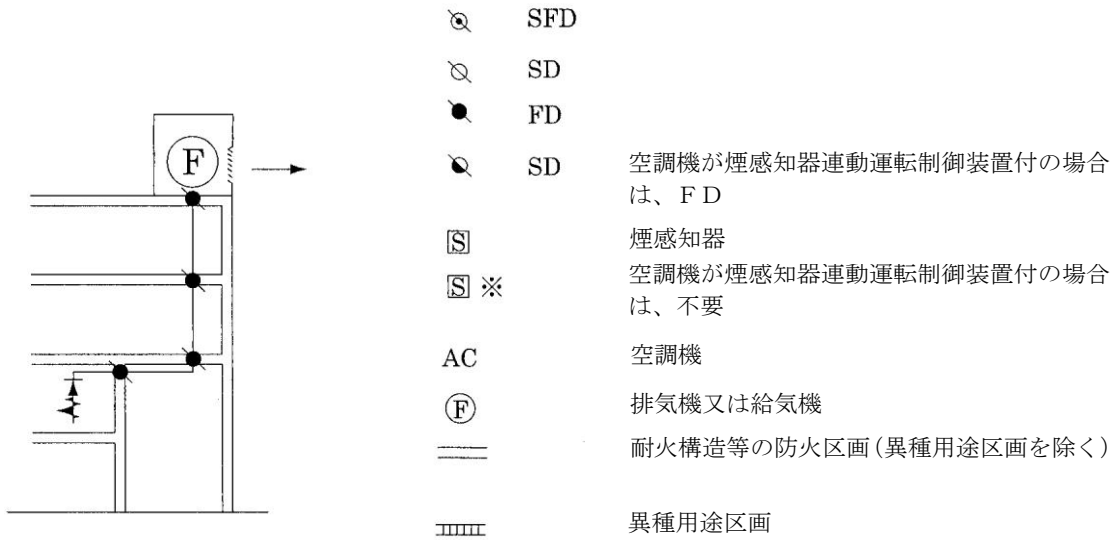 SFD
SD
FD
SD 空調機が煙感知器連動運転制御装置付の場合
は、FD
S 煙感知器
S ※ 空調機が煙感知器連動運転制御装置付の場合
は、不要
AC 空調機
F 排気機又は給気機
耐火構造等の防火区画(異種用途区画を除く)
異種用途区画
F